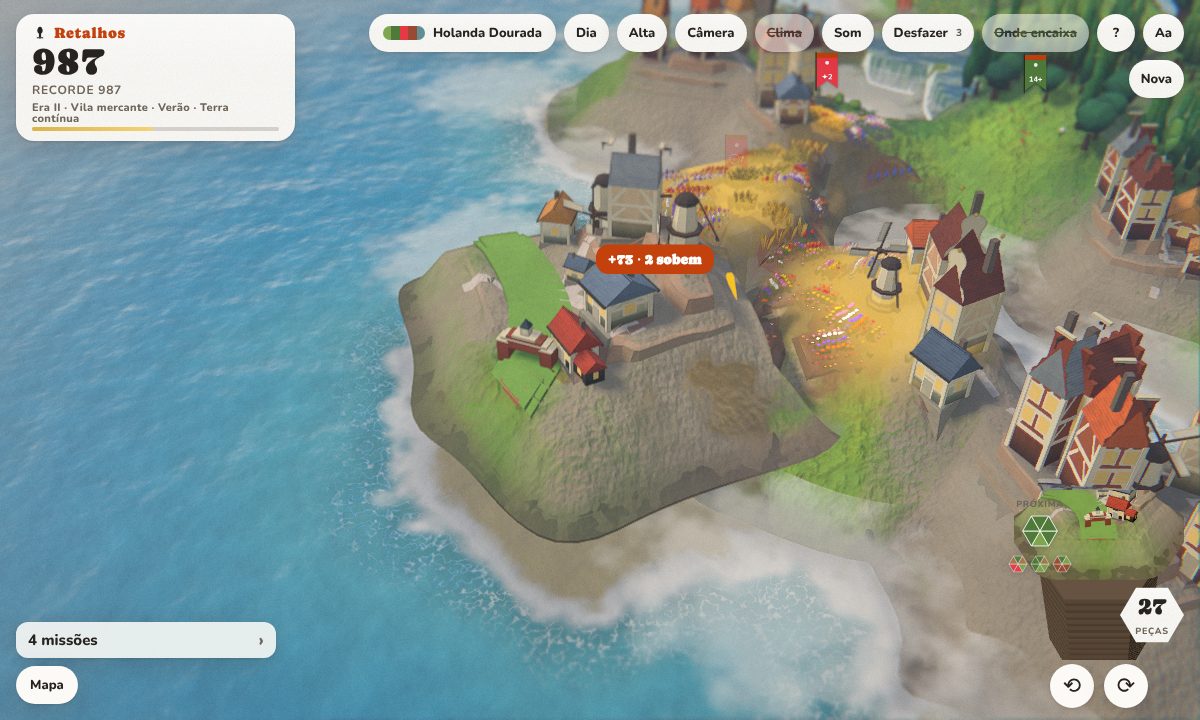 Retalhos
987
RECORDE 987
Era II · Vila mercante · Verão · Terra
contínua
Holanda Dourada
Dia
Alta
Câmera
Clima
Som
Desfazer 3
Onde encaixa
?
Aa
Nova
+2
14+
+75 · 2 sobem
PRÓXIMA
27
PEÇAS
4 missões ›
Mapa